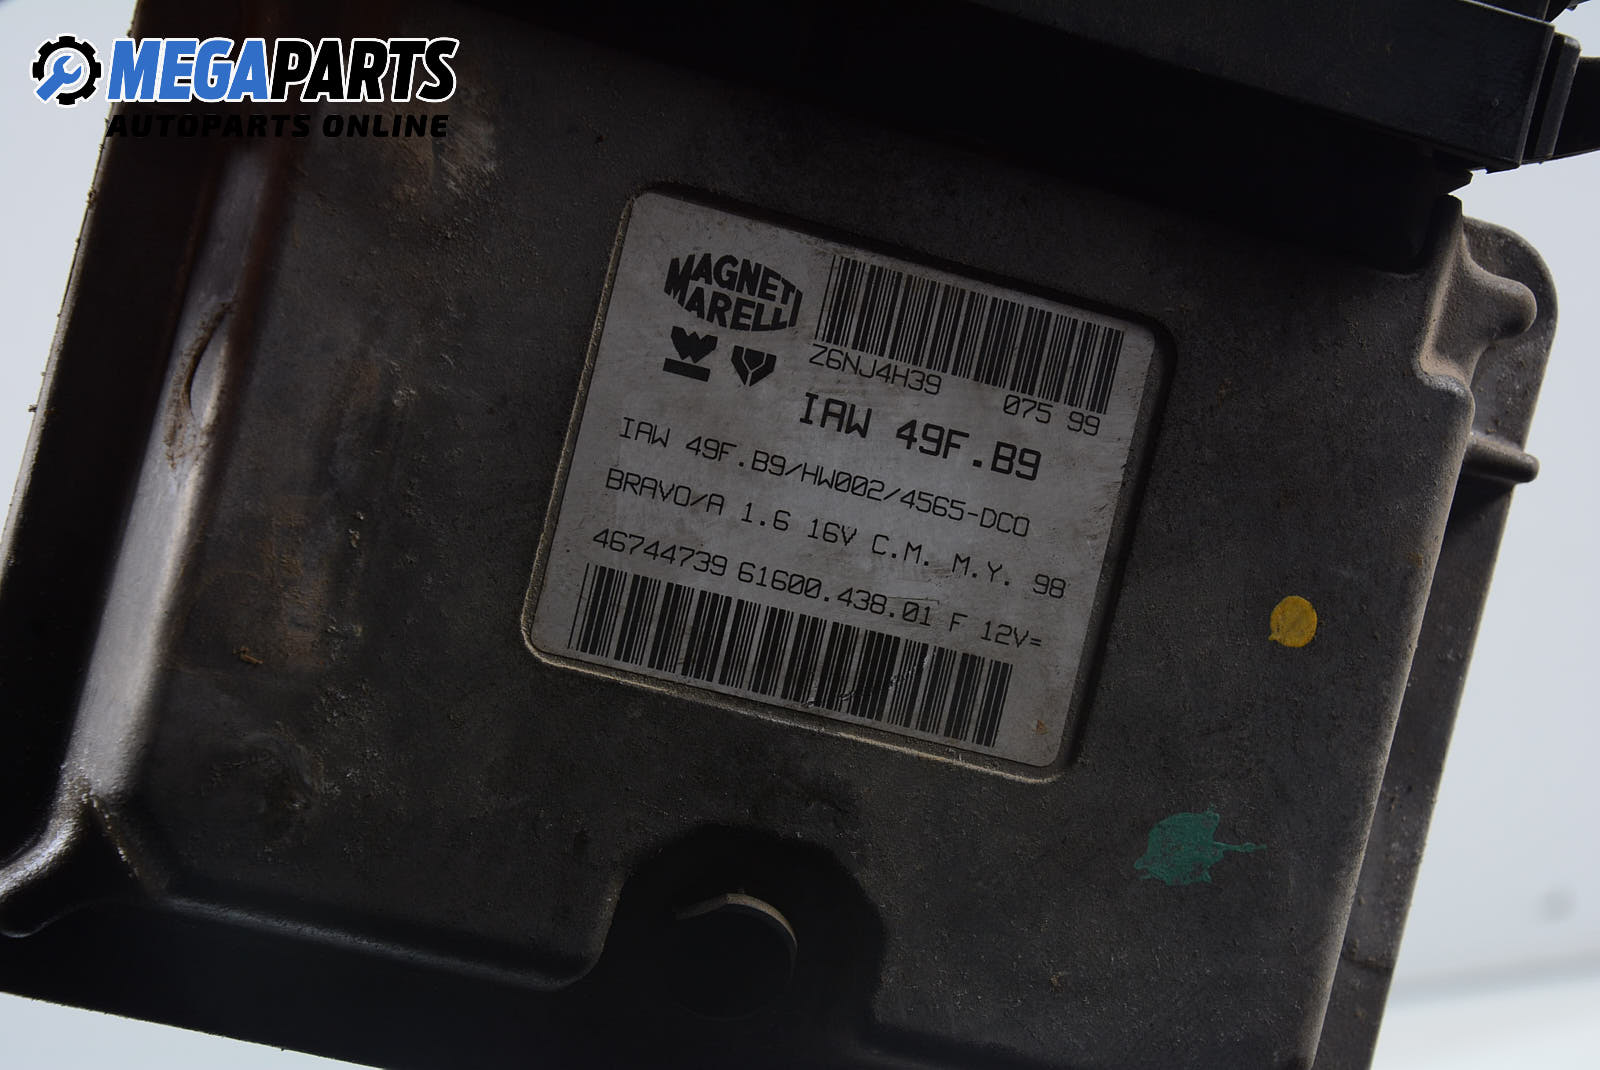 MEGAPARTS
AUTOPARTS ONLINE
MAGNETI
MARELLI
Z6NJ4H39 075 99
IAW 49F.B9
IAW 49F.B9/HW002/4565-DC0
BRAVO/A 1.6 16V C.M. M.Y. 98
46744739 61600.438.01 F 12V=